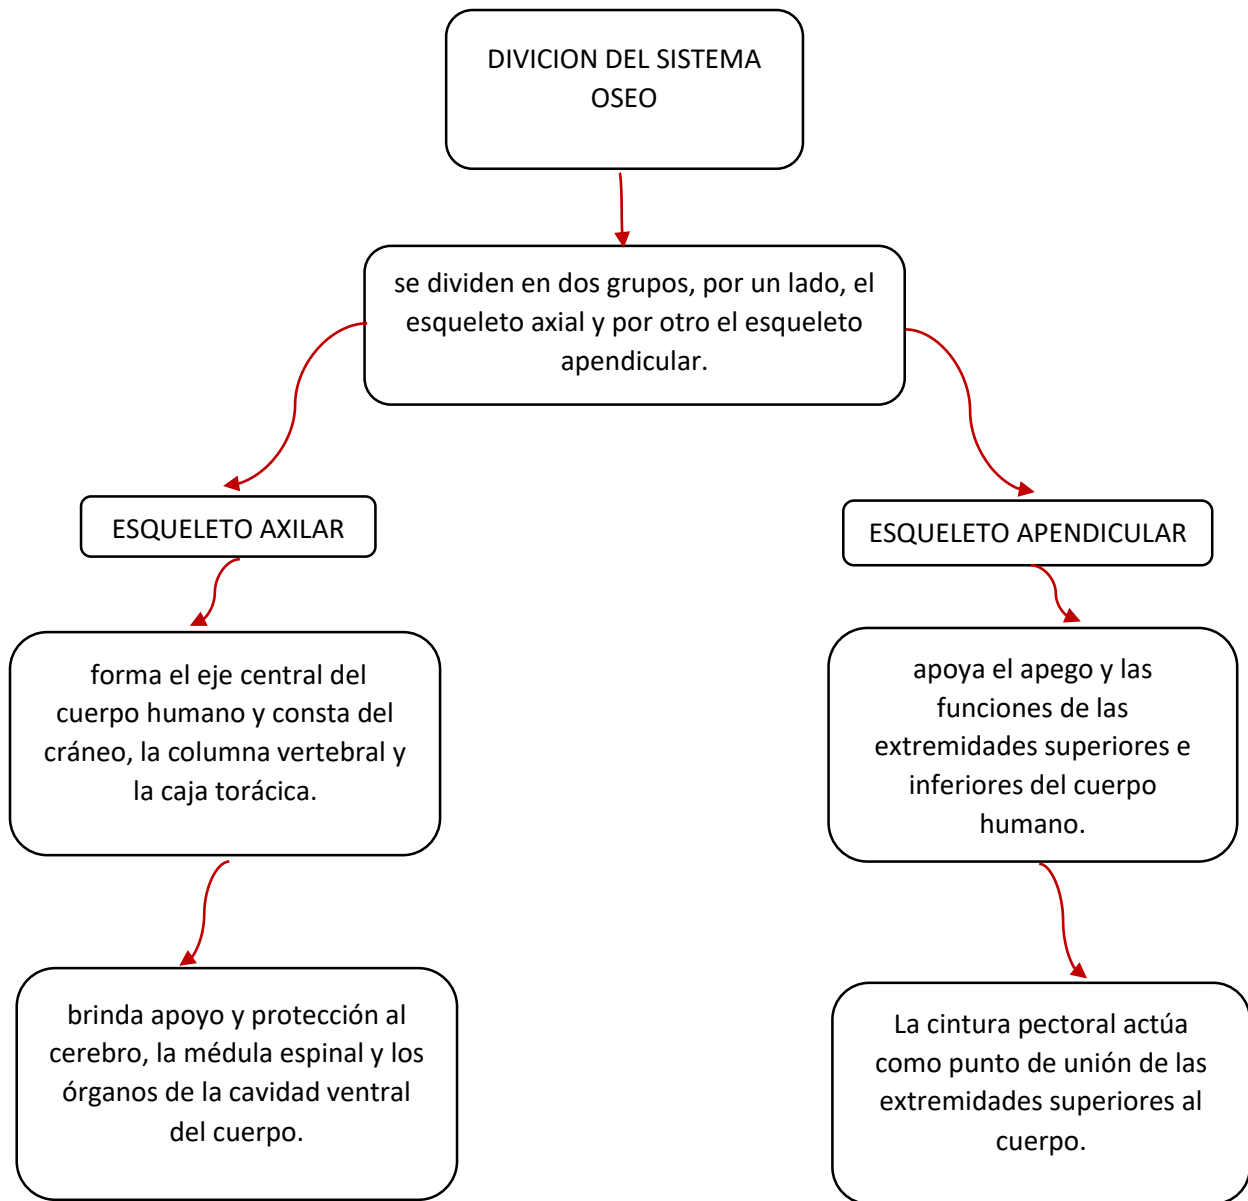 DIVICION DEL SISTEMA
OSEO
se dividen en dos grupos, por un lado, el
esqueleto axial y por otro el esqueleto
apendicular.
ESQUELETO AXILAR
ESQUELETO APENDICULAR
forma el eje central del
cuerpo humano y consta del
cráneo, la columna vertebral y
la caja torácica.
apoya el apego y las
funciones de las
extremidades superiores e
inferiores del cuerpo
humano.
brinda apoyo y protección al
cerebro, la médula espinal y los
órganos de la cavidad ventral
del cuerpo.
La cintura pectoral actúa
como punto de unión de las
extremidades superiores al
cuerpo.